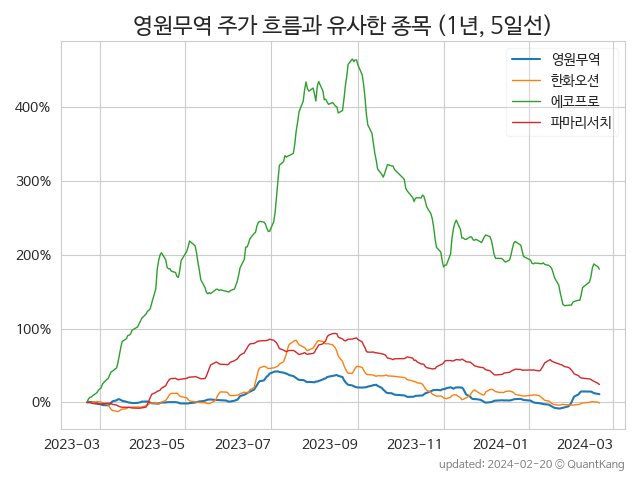 영원무역 주가 흐름과 유사한 종목 (1년, 5일선)
영원무역
한화오션
에코프로
파마리서치
400%
300%
200%
100%
0%
2023-03 2023-05 2023-07 2023-09 2023-11 2024-01 2024-03
updated: 2024-02-20 © QuantKang